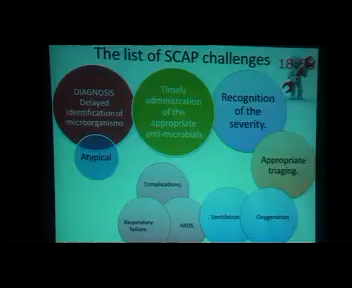 The list of SCAP challenges
DIAGNOSIS
Delayed
identification of
microorganisms
Timely
administration
of the
appropriate
anti-microbials
Recognition
of the
severity.
Atypical
Appropriate
triaging.
Complications.
Respiratory
failure.
ARDS.
Ventilation
Oxygenation